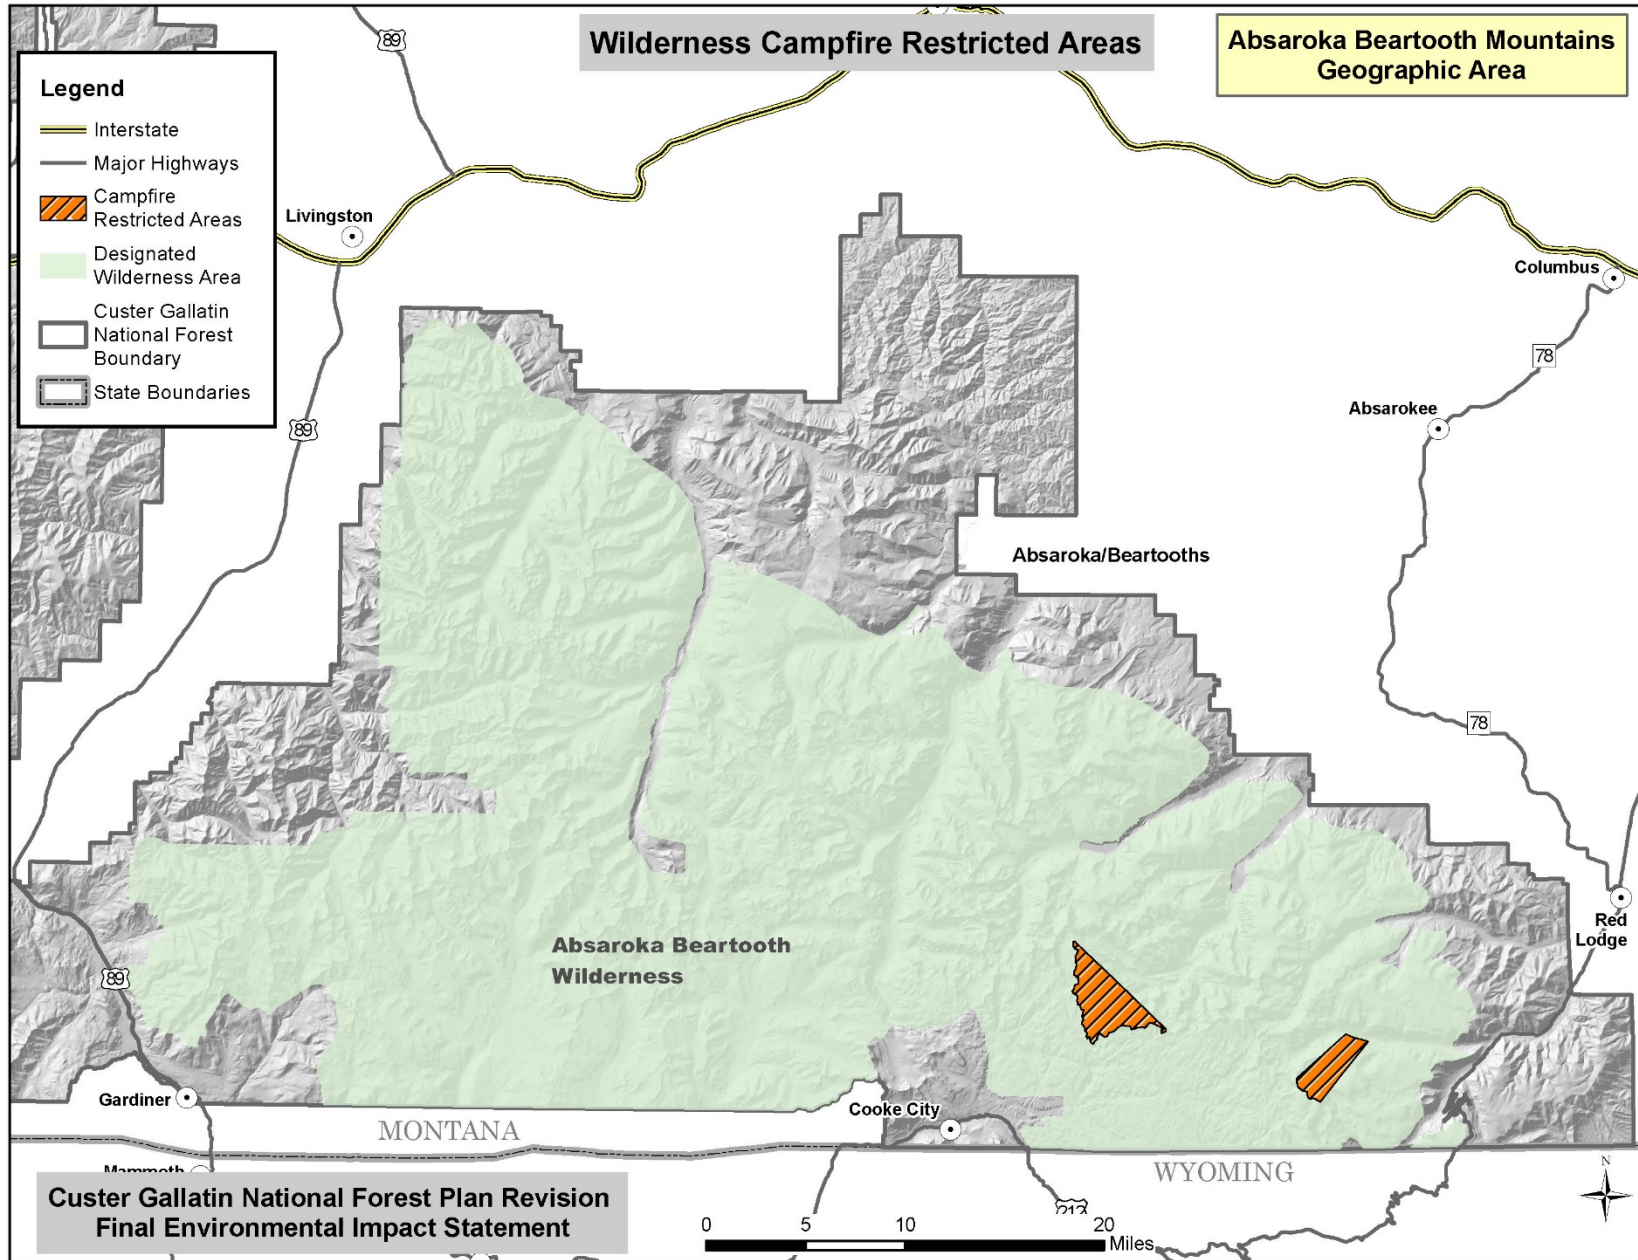 Wilderness Campfire Restricted Areas
Absaroka Beartooth Mountains
Geographic Area
Legend
Interstate
Major Highways
Campfire
Restricted Areas
Designated
Wilderness Area
Custer Gallatin
National Forest
Boundary
State Boundaries
89
Livingston
Columbus
78
89
Absarokee
Absaroka/Beartooths
78
Red
Lodge
Absaroka Beartooth
Wilderness
89
Gardiner
Cooke City
MONTANA
WYOMING
Mammoth
N
212
Custer Gallatin National Forest Plan Revision
Final Environmental Impact Statement
0 5 10 20
Miles